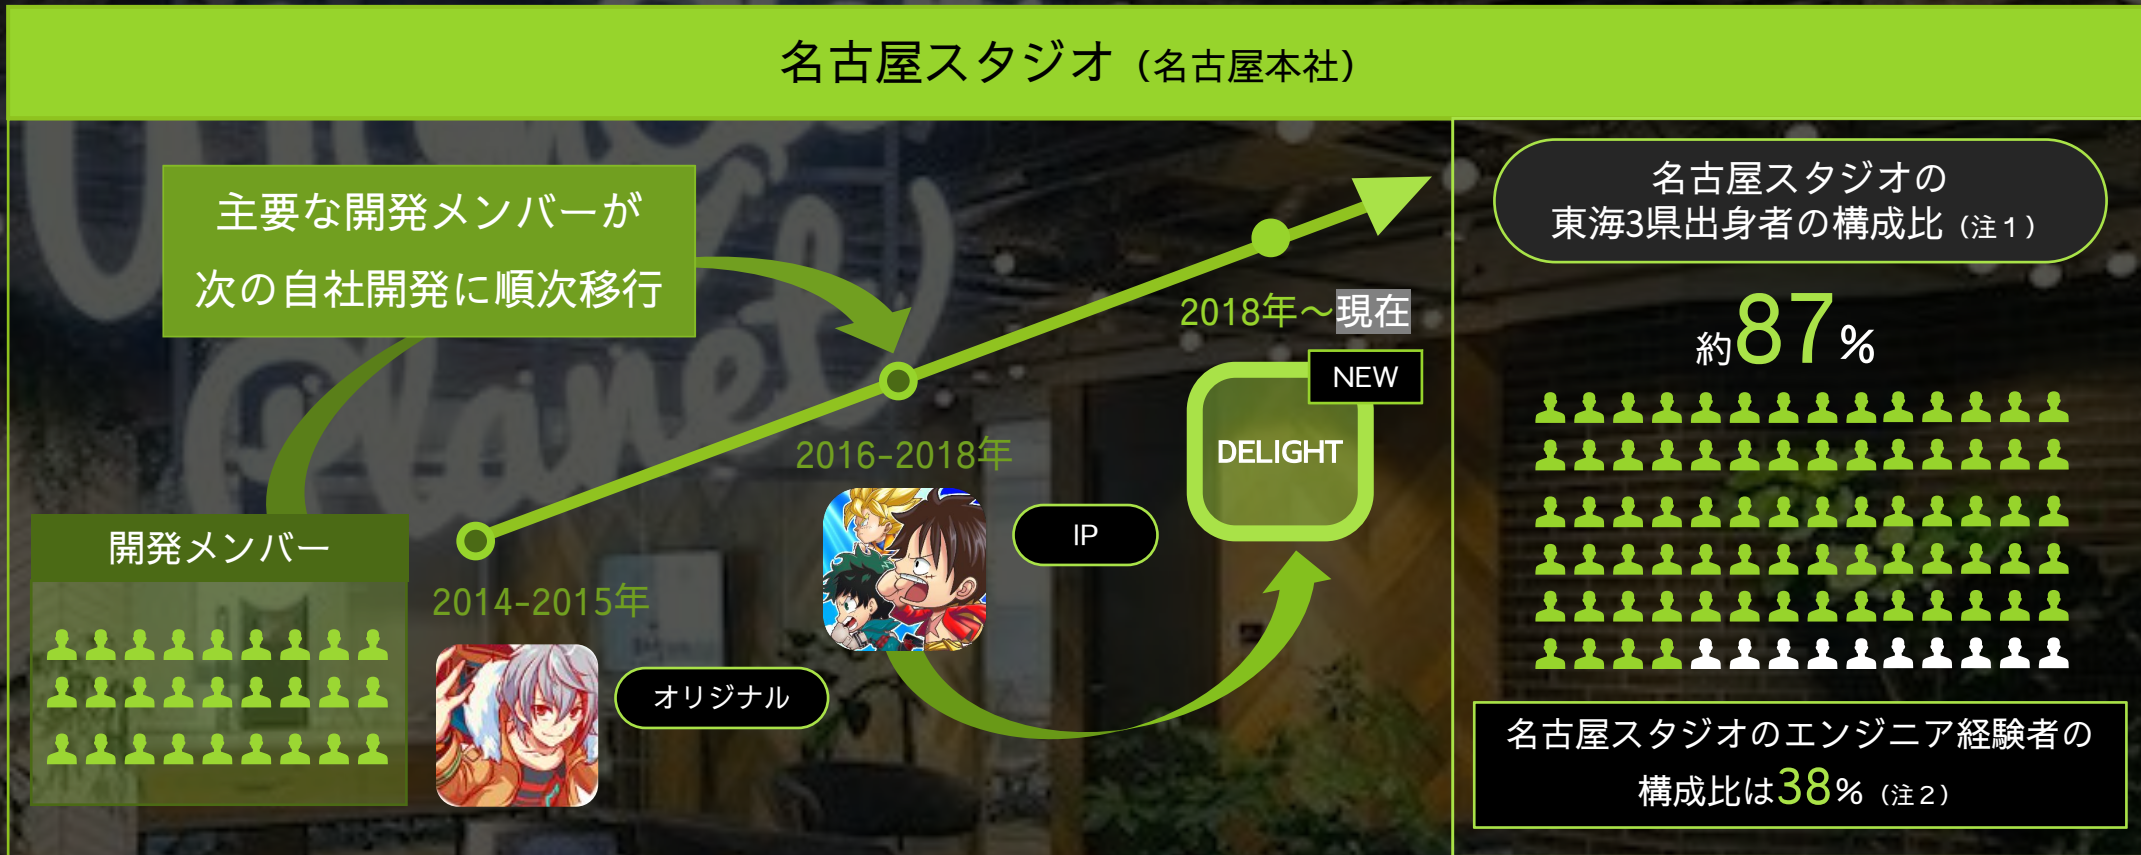 名古屋スタジオ（名古屋本社）
主要な開発メンバーが
次の自社開発に順次移行
開発メンバー
2014-2015年
オリジナル
2016-2018年
IP
2018年～現在
NEW
DELIGHT
名古屋スタジオの
東海3県出身者の構成比（注１）
約87%
名古屋スタジオのエンジニア経験者の
構成比は38%（注２）
Planet